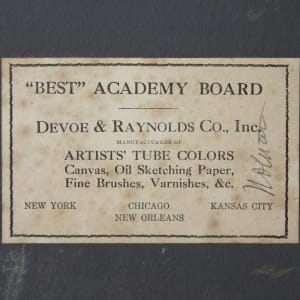 "BEST" ACADEMY BOARD
DEVOE & RAYNOLDS CO., INC.
MANUFACTURERS OF
ARTISTS' TUBE COLORS
Canvas, Oil Sketching Paper,
Fine Brushes, Varnishes, &c.
NEW YORK CHICAGO KANSAS CITY
NEW ORLEANS